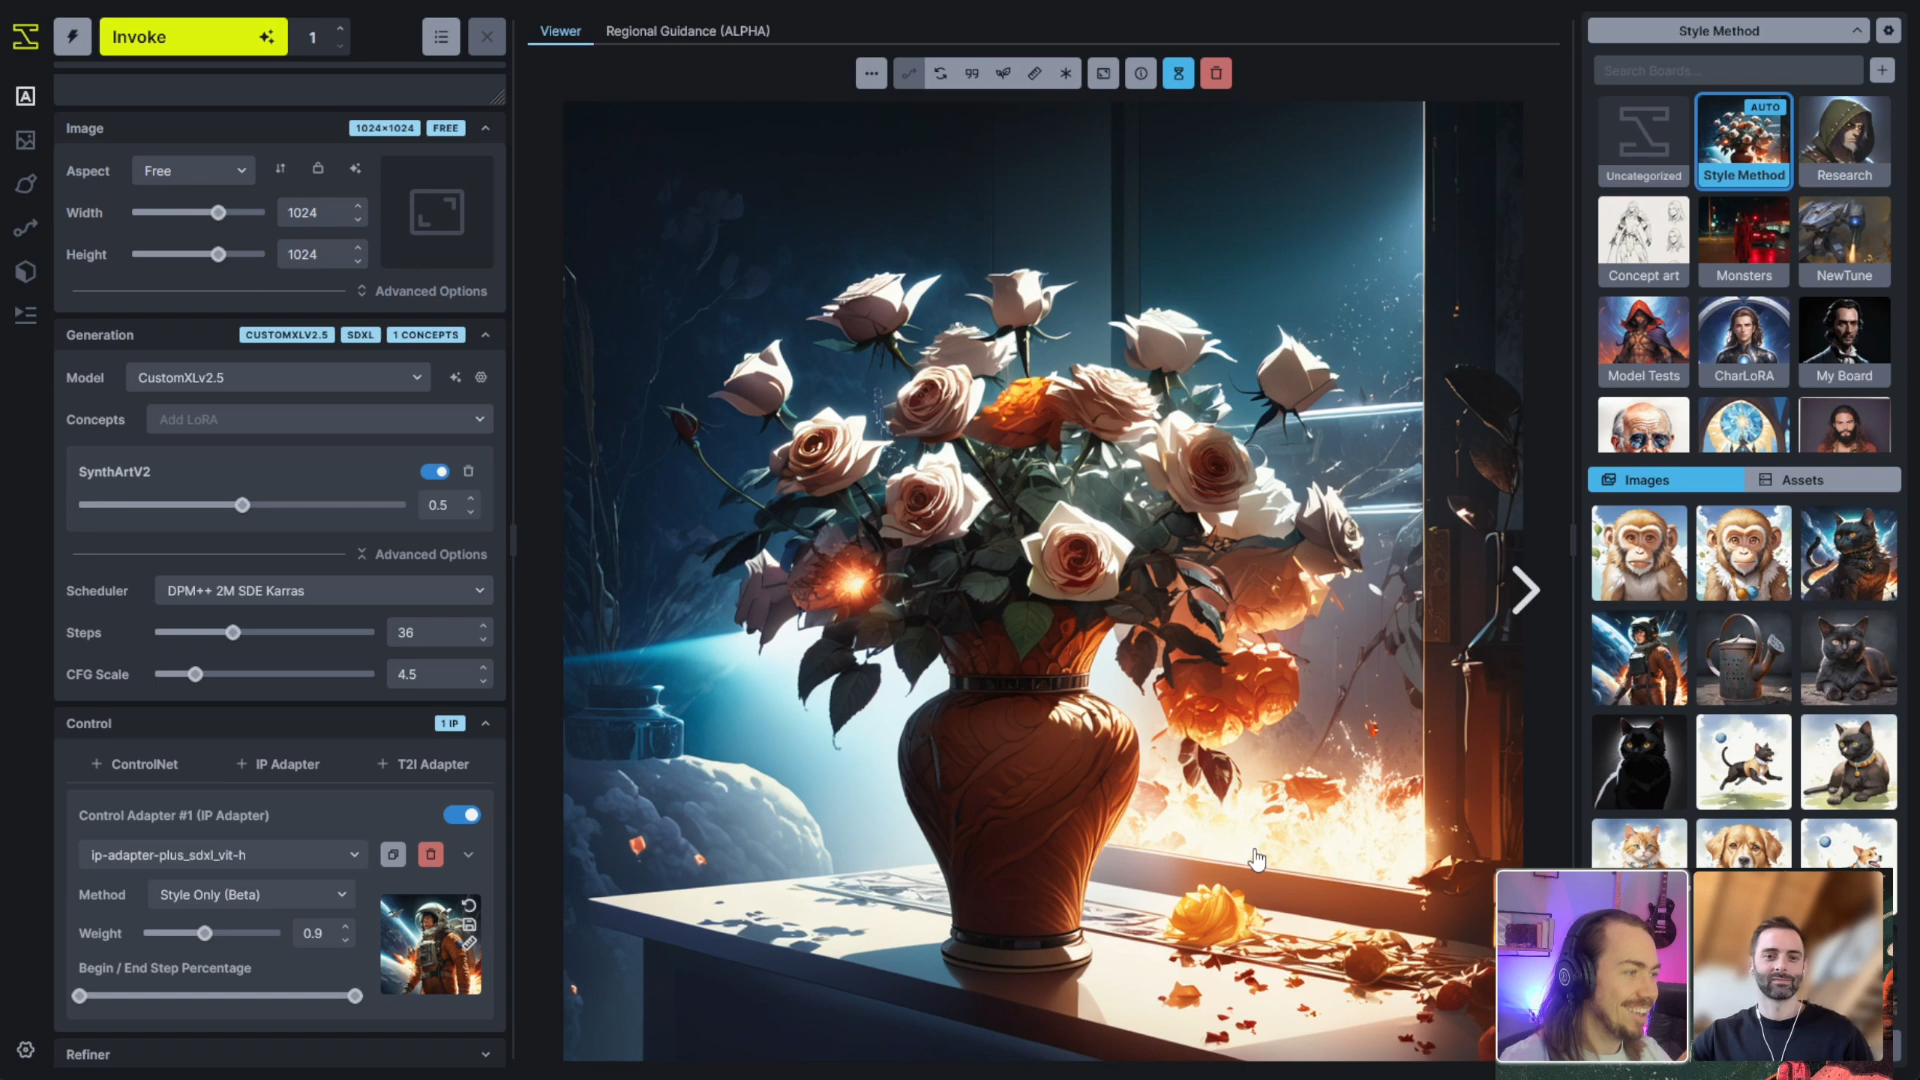 Invoke
1
Viewer
Regional Guidance (ALPHA)
Style Method
Search Boards...
Image
1024×1024
FREE
Aspect
Free
Width
1024
Height
1024
Advanced Options
Generation
CUSTOMXLV2.5
SDXL
1 CONCEPTS
Model
CustomXLv2.5
Concepts
Add LoRA
SynthArtV2
0.5
Advanced Options
Scheduler
DPM++ 2M SDE Karras
Steps
36
CFG Scale
4.5
Control
1 IP
ControlNet
IP Adapter
T2I Adapter
Control Adapter #1 (IP Adapter)
ip-adapter-plus_sdxl_vit-h
Method
Style Only (Beta)
Weight
0.9
Begin / End Step Percentage
Refiner
AUTO
Uncategorized
Style Method
Research
Concept art
Monsters
NewTune
Model Tests
CharLoRA
My Board
Images
Assets